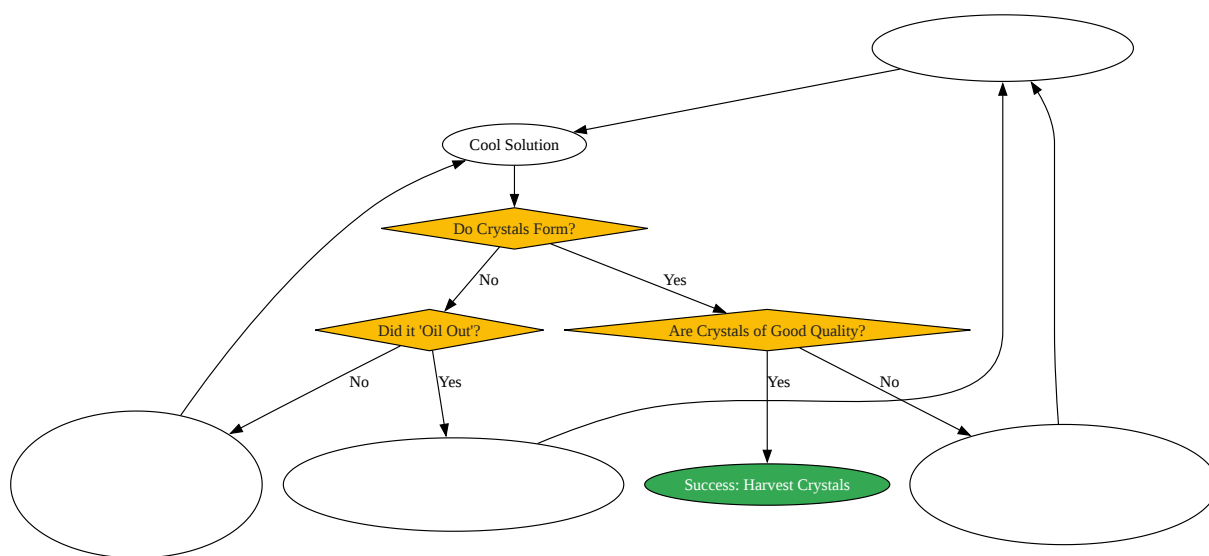 Cool Solution
Do Crystals Form?
No
Yes
Did it 'Oil Out'?
Are Crystals of Good Quality?
No
Yes
Yes
No
Success: Harvest Crystals